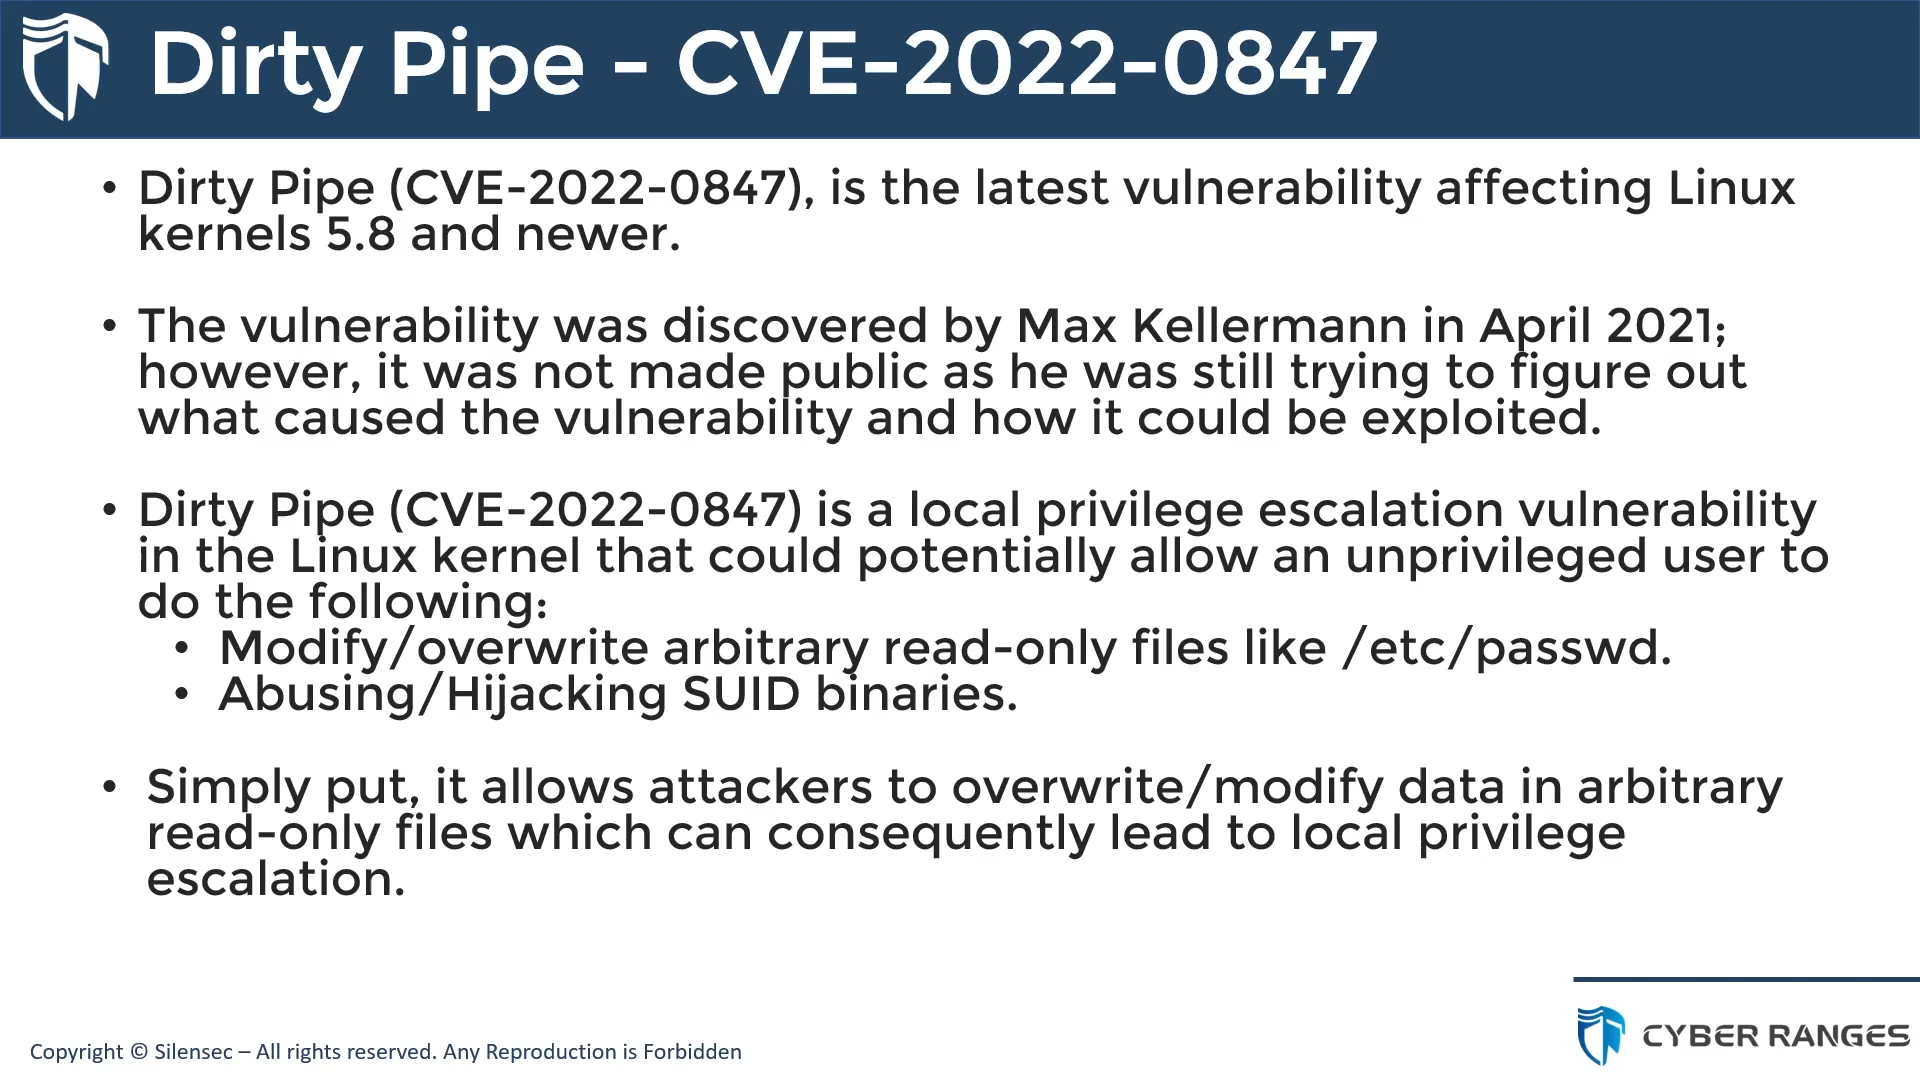 Dirty Pipe - CVE-2022-0847
• Dirty Pipe (CVE-2022-0847), is the latest vulnerability affecting Linux
kernels 5.8 and newer.
• The vulnerability was discovered by Max Kellermann in April 2021;
however, it was not made public as he was still trying to figure out
what caused the vulnerability and how it could be exploited.
• Dirty Pipe (CVE-2022-0847) is a local privilege escalation vulnerability
in the Linux kernel that could potentially allow an unprivileged user to
do the following:
• Modify/overwrite arbitrary read-only files like /etc/passwd.
• Abusing/Hijacking SUID binaries.
• Simply put, it allows attackers to overwrite/modify data in arbitrary
read-only files which can consequently lead to local privilege
escalation.
Copyright © Silensec – All rights reserved. Any Reproduction is Forbidden
CYBER RANGES